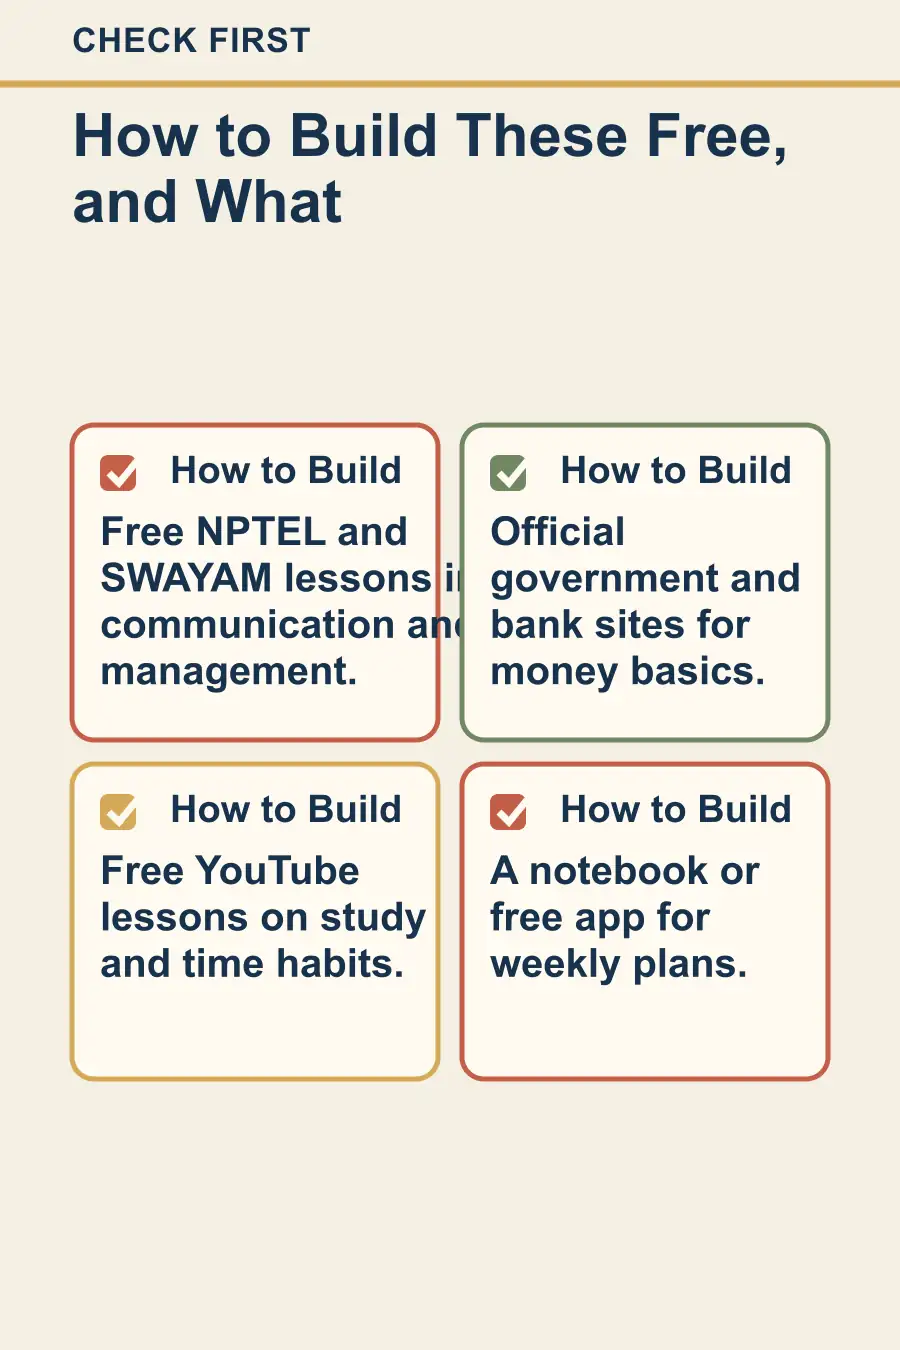 CHECK FIRST
How to Build These Free,
and What
How to Build
Free NPTEL and
SWAYAM lessons
communication
management.
How to Build
Official
government and
bank sites for
money basics.
How to Build
Free YouTube
lessons on study
and time habits.
How to Build
A notebook or
free app for
weekly plans.